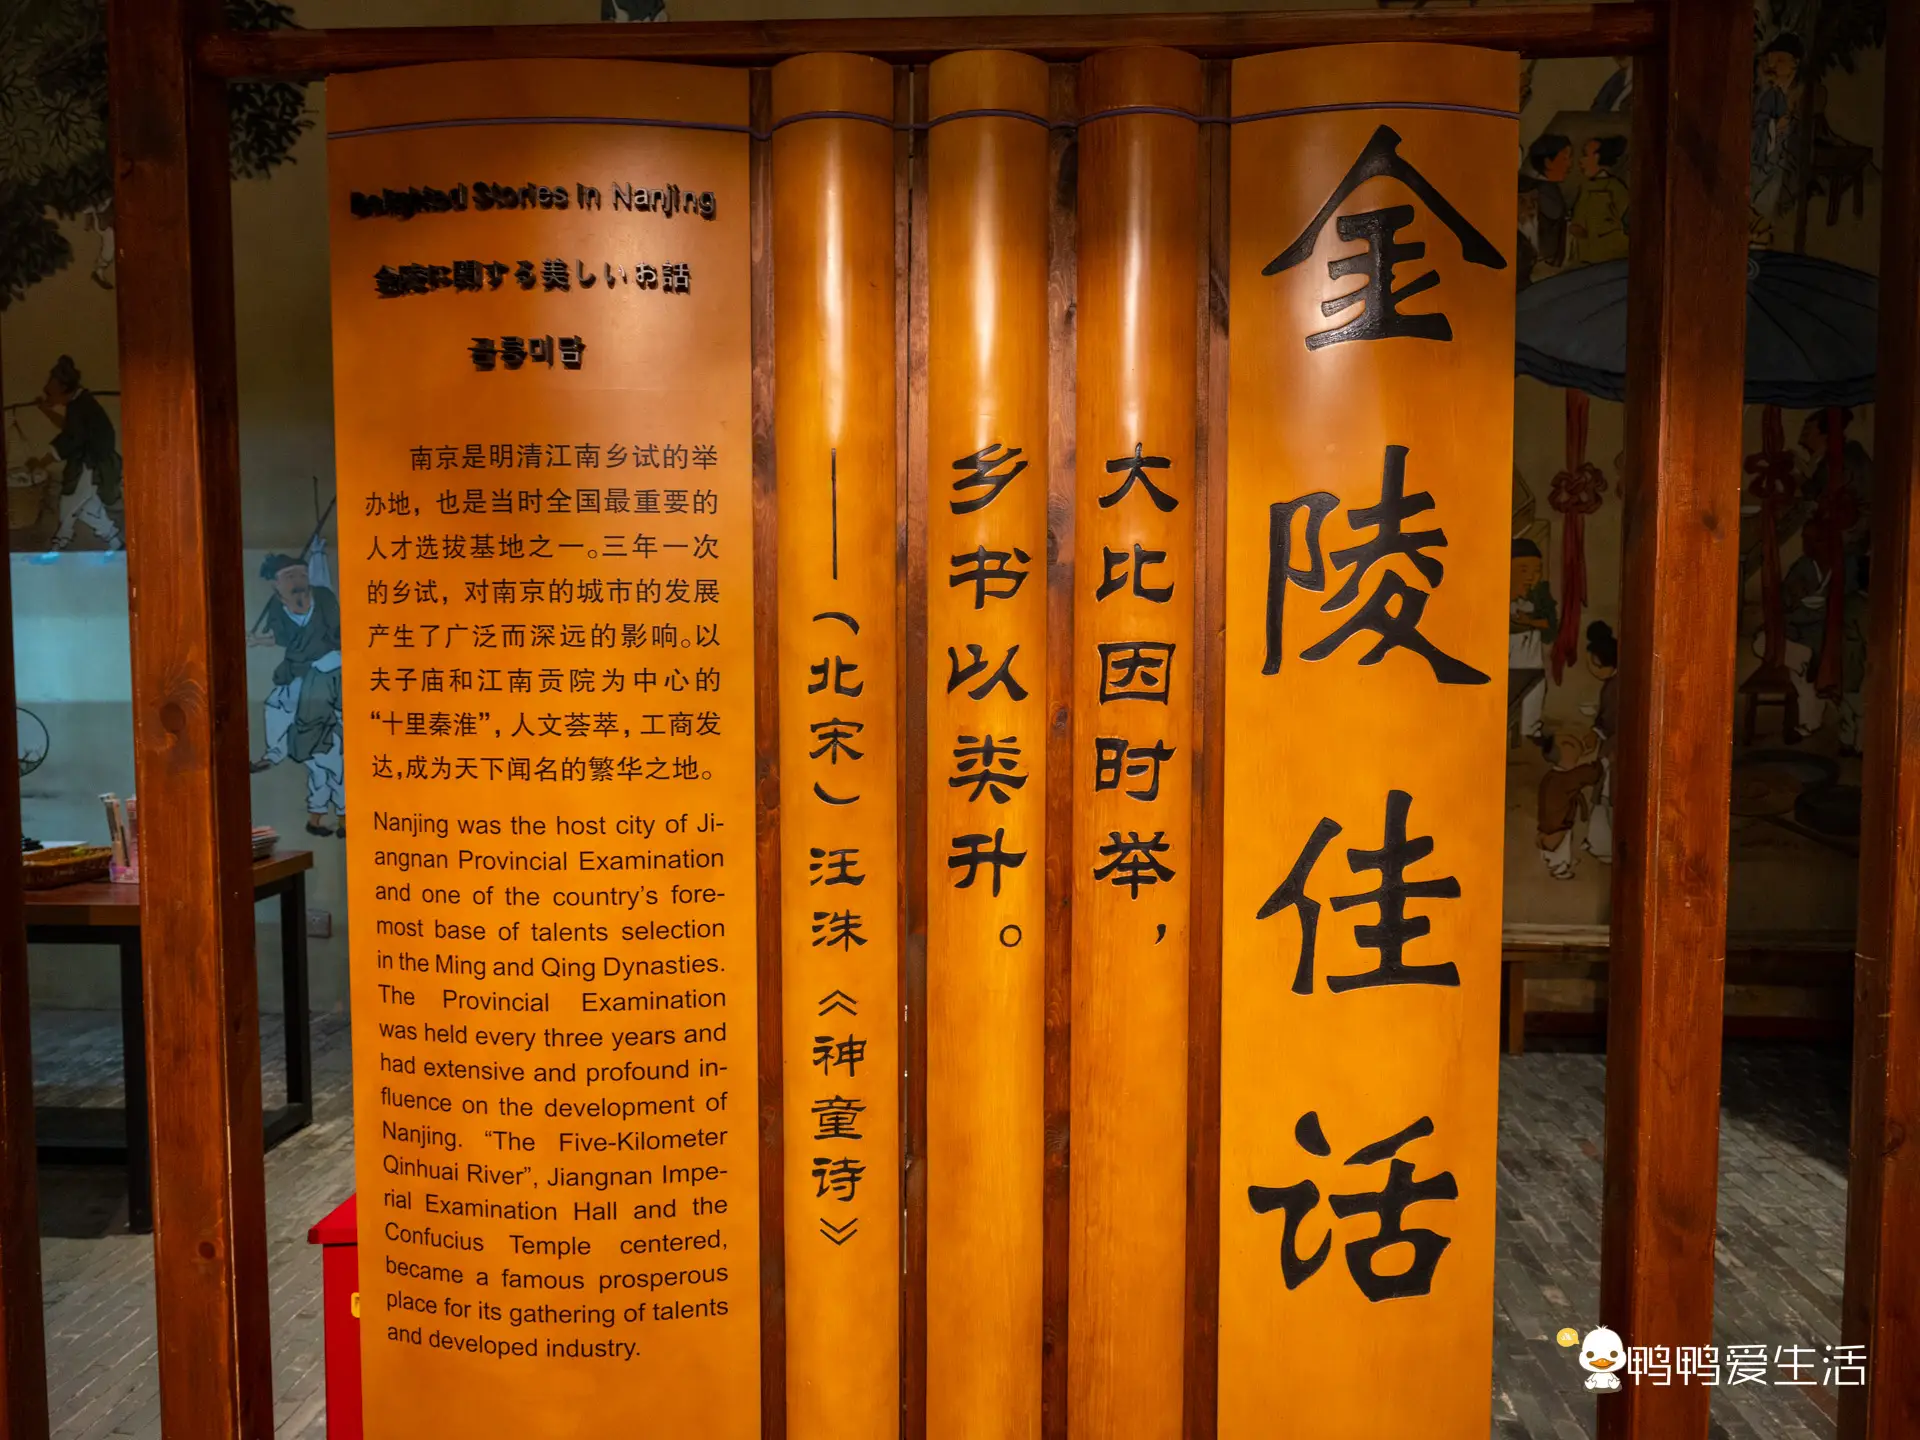 金陵佳话
大比因时举，
乡书以类升。
——（北宋）汪洙《神童诗》
Delighted Stories in Nanjing
金陵に関する美しいお話
금릉미담
南京是明清江南乡试的举
办地，也是当时全国最重要的
人才选拔基地之一。三年一次
的乡试，对南京的城市的发展
产生了广泛而深远的影响。以
夫子庙和江南贡院为中心的
“十里秦淮”，人文荟萃，工商发
达，成为天下闻名的繁华之地。
Nanjing was the host city of Ji-
angnan Provincial Examination
and one of the country’s fore-
most base of talents selection
in the Ming and Qing Dynasties.
The Provincial Examination
was held every three years and
had extensive and profound in-
fluence on the development of
Nanjing. “The Five-Kilometer
Qinhuai River”, Jiangnan Impe-
rial Examination Hall and the
Confucius Temple centered,
became a famous prosperous
place for its gathering of talents
and developed industry.
鸭鸭爱生活